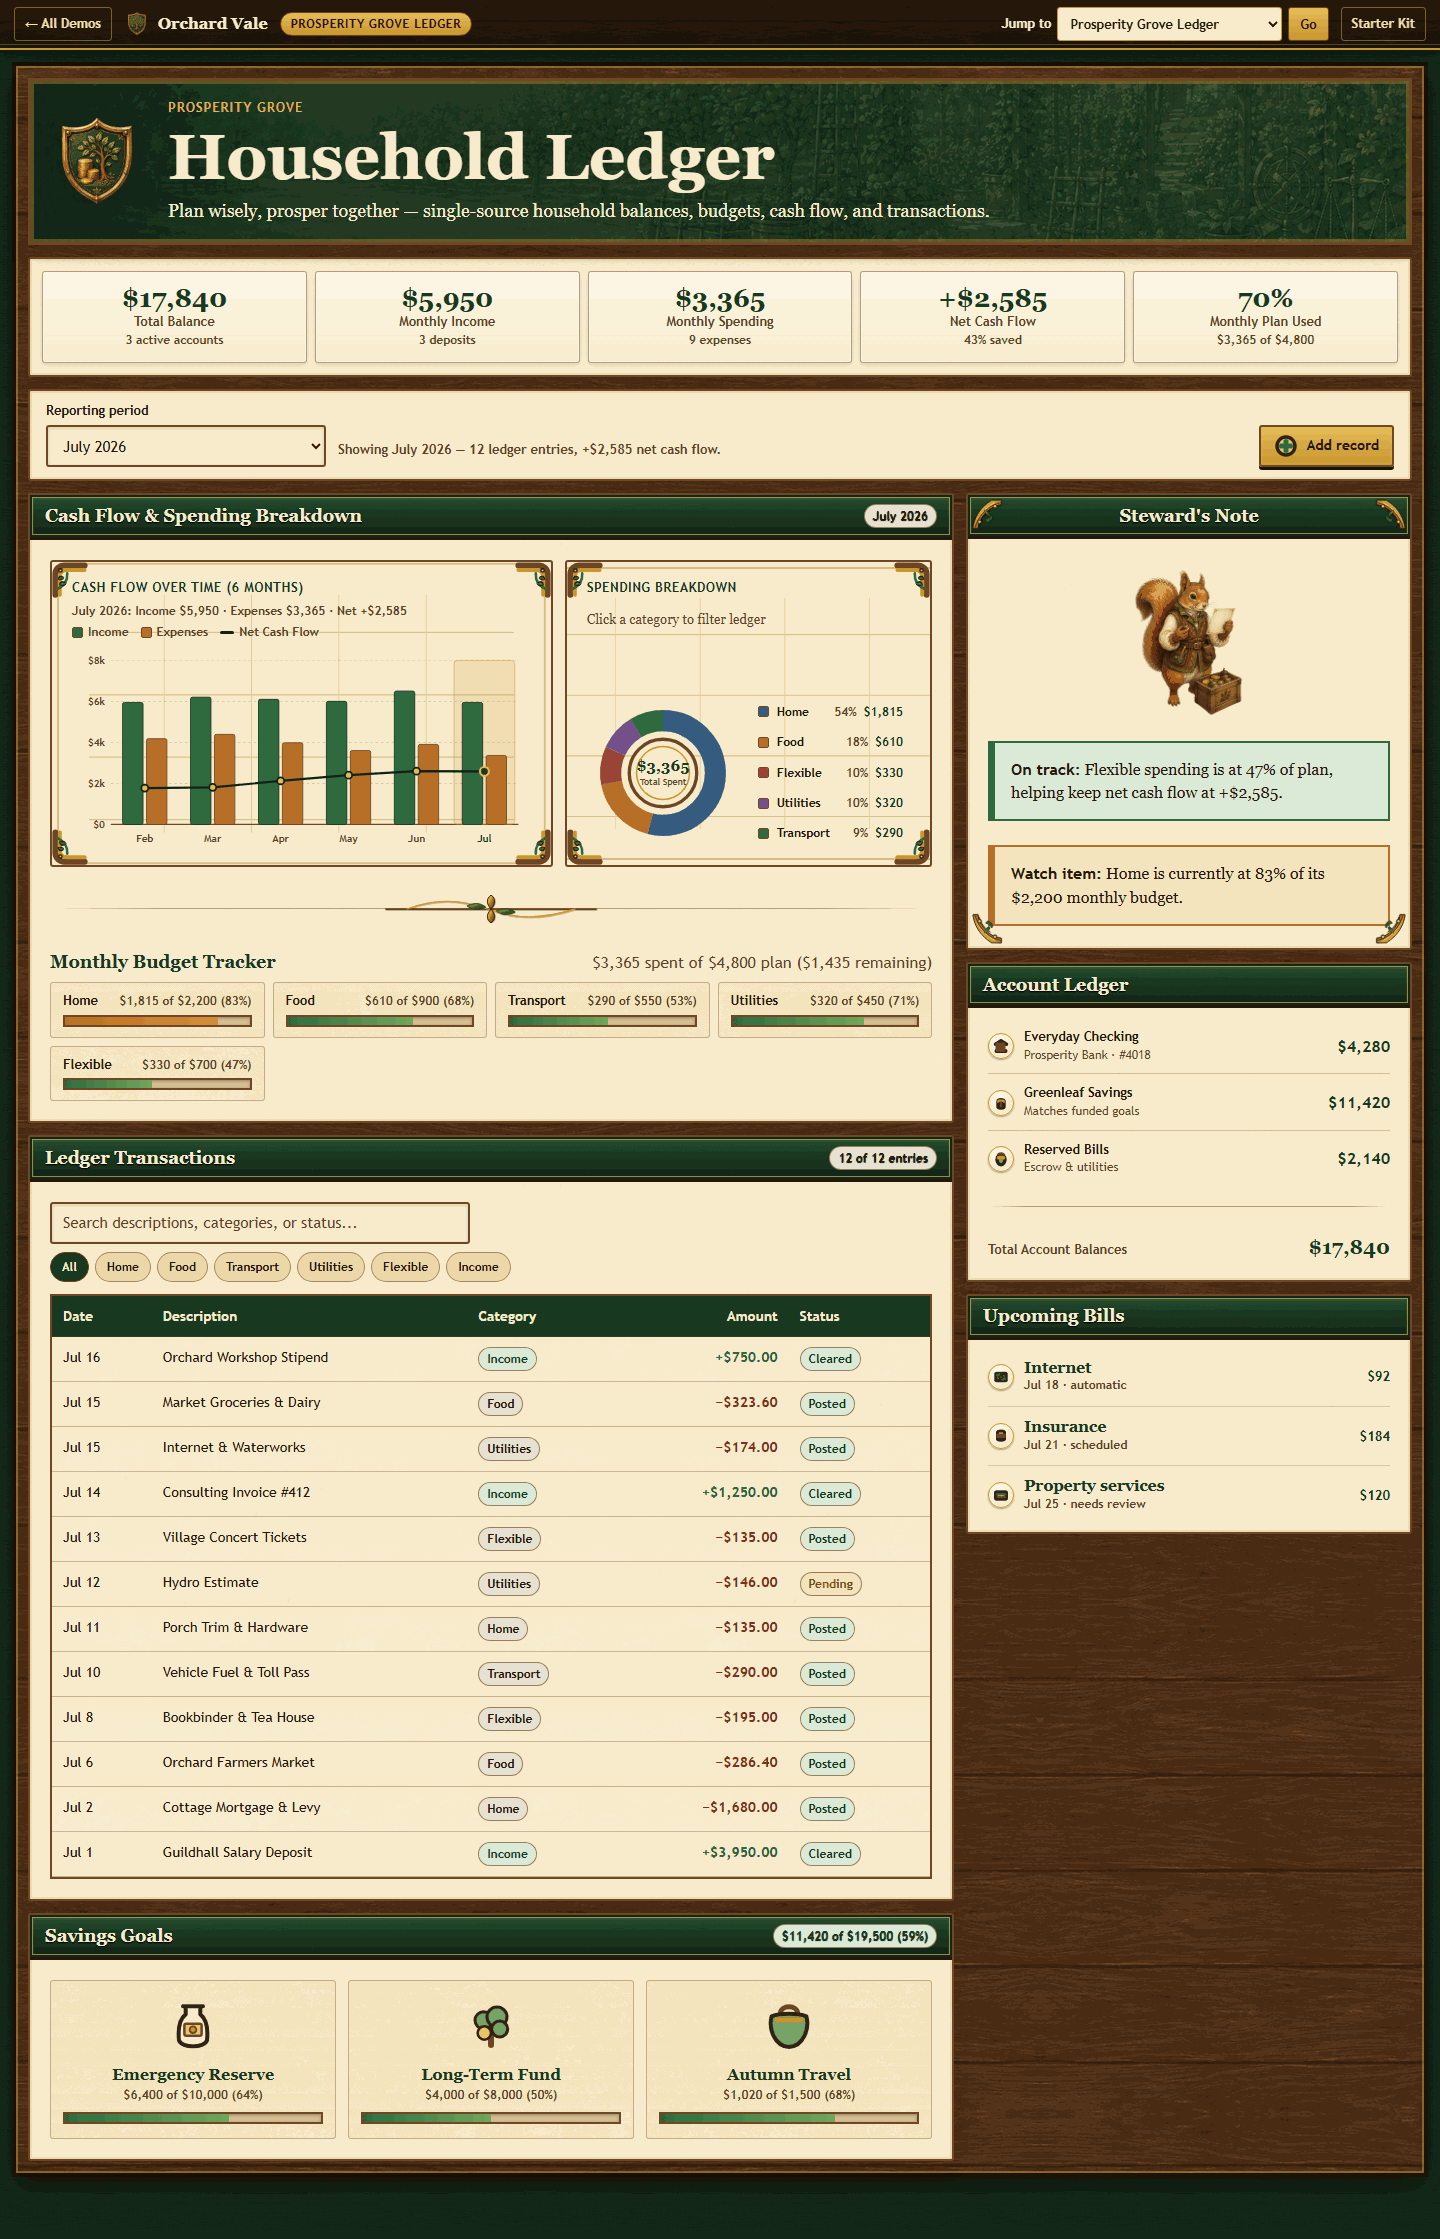 ← All Demos
Orchard Vale
PROSPERITY GROVE LEDGER
Jump to
Prosperity Grove Ledger
Go
Starter Kit
PROSPERITY GROVE
Household Ledger
Plan wisely, prosper together — single-source household balances, budgets, cash flow, and transactions.
$17,840
Total Balance
3 active accounts
$5,950
Monthly Income
3 deposits
$3,365
Monthly Spending
9 expenses
+$2,585
Net Cash Flow
43% saved
70%
Monthly Plan Used
$3,365 of $4,800
Reporting period
July 2026
Showing July 2026 — 12 ledger entries, +$2,585 net cash flow.
Add record
Cash Flow & Spending Breakdown
July 2026
CASH FLOW OVER TIME (6 MONTHS)
July 2026: Income $5,950 · Expenses $3,365 · Net +$2,585
Income Expenses Net Cash Flow
$8k
$6k
$4k
$2k
$0
Feb Mar Apr May Jun Jul
SPENDING BREAKDOWN
Click a category to filter ledger
$3,365
Total Spent
Home 54% $1,815
Food 18% $610
Flexible 10% $330
Utilities 10% $320
Transport 9% $290
Monthly Budget Tracker
$3,365 spent of $4,800 plan ($1,435 remaining)
Home $1,815 of $2,200 (83%)
Food $610 of $900 (68%)
Transport $290 of $550 (53%)
Utilities $320 of $450 (71%)
Flexible $330 of $700 (47%)
Ledger Transactions
12 of 12 entries
Search descriptions, categories, or status...
All Home Food Transport Utilities Flexible Income
Date Description Category Amount Status
Jul 16 Orchard Workshop Stipend Income +$750.00 Cleared
Jul 15 Market Groceries & Dairy Food −$323.60 Posted
Jul 15 Internet & Waterworks Utilities −$174.00 Posted
Jul 14 Consulting Invoice #412 Income +$1,250.00 Cleared
Jul 13 Village Concert Tickets Flexible −$135.00 Posted
Jul 12 Hydro Estimate Utilities −$146.00 Pending
Jul 11 Porch Trim & Hardware Home −$135.00 Posted
Jul 10 Vehicle Fuel & Toll Pass Transport −$290.00 Posted
Jul 8 Bookbinder & Tea House Flexible −$195.00 Posted
Jul 6 Orchard Farmers Market Food −$286.40 Posted
Jul 2 Cottage Mortgage & Levy Home −$1,680.00 Posted
Jul 1 Guildhall Salary Deposit Income +$3,950.00 Cleared
Savings Goals
$11,420 of $19,500 (59%)
Emergency Reserve
$6,400 of $10,000 (64%)
Long-Term Fund
$4,000 of $8,000 (50%)
Autumn Travel
$1,020 of $1,500 (68%)
Steward's Note
On track: Flexible spending is at 47% of plan,
helping keep net cash flow at +$2,585.
Watch item: Home is currently at 83% of its
$2,200 monthly budget.
Account Ledger
Everyday Checking
Prosperity Bank · #4018
$4,280
Greenleaf Savings
Matches funded goals
$11,420
Reserved Bills
Escrow & utilities
$2,140
Total Account Balances
$17,840
Upcoming Bills
Internet
Jul 18 · automatic
$92
Insurance
Jul 21 · scheduled
$184
Property services
Jul 25 · needs review
$120